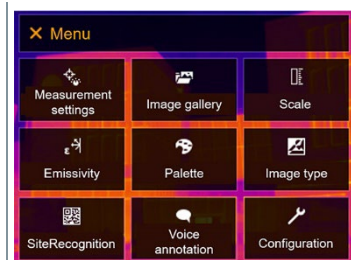 Menu
Measurement
settings
Image gallery
Scale
ε
Emissivity
Palette
Image type
SiteRecognition
Voice
annotation
Configuration